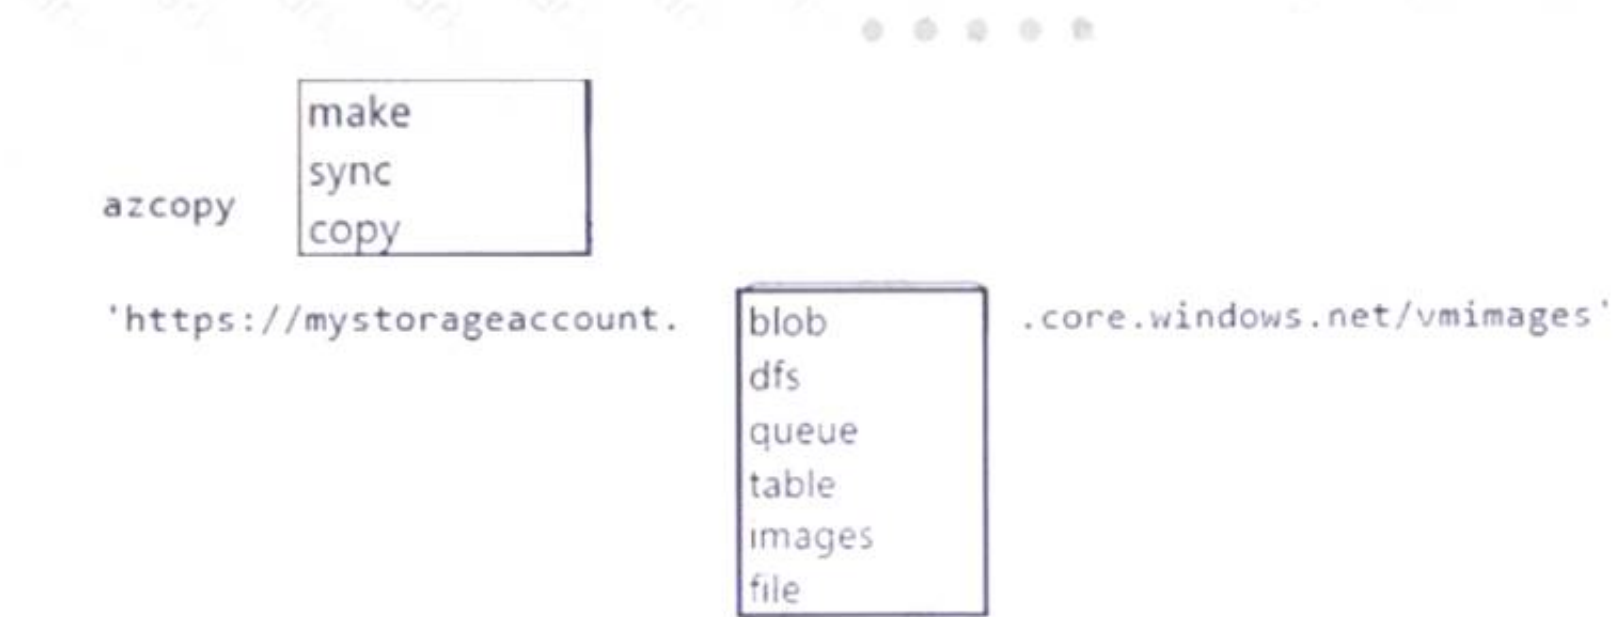 make
sync
azcopy
copy
'https://mystorageaccount.
blob
.core.windows.net/vmimages'
dfs
queue
table
images
file